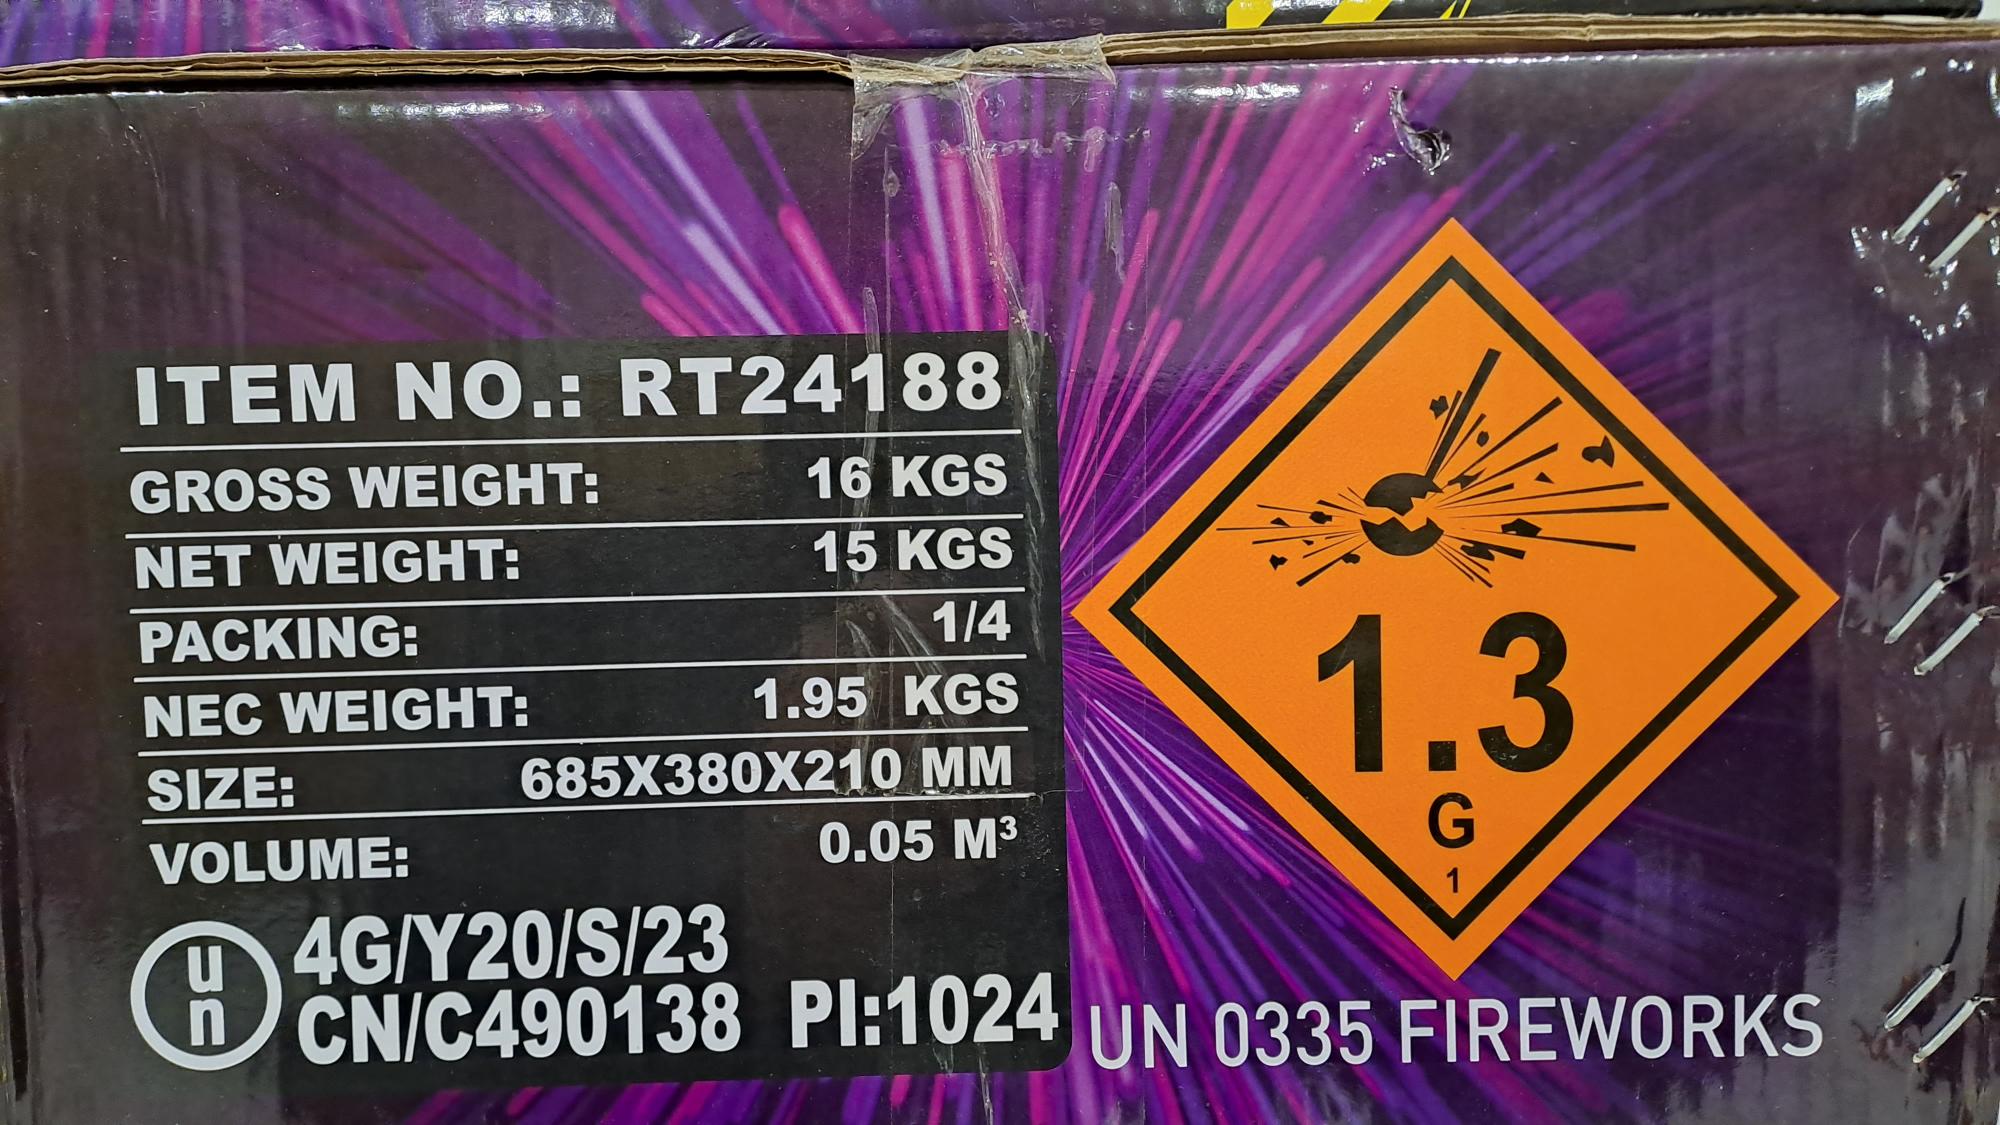 ITEM NO.: RT24188
GROSS WEIGHT: 16 KGS
NET WEIGHT: 15 KGS
PACKING: 1/4
NEC WEIGHT: 1.95 KGS
SIZE: 685X380X210 MM
VOLUME: 0.05 M³
un
4G/Y20/S/23
CN/C490138 PI:1024
1.3
G
1
UN 0335 FIREWORKS